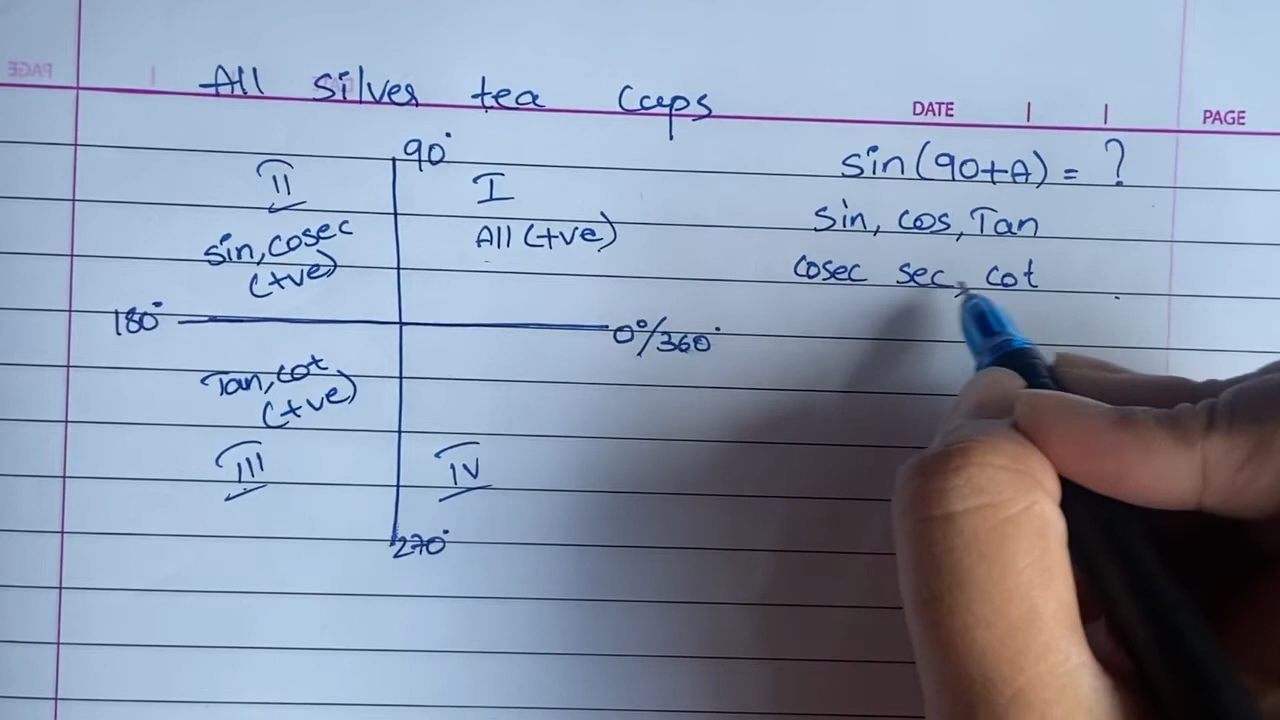 PAGE
All silver tea Cups
DATE
PAGE
90°
II
I
sin(90+A) = ?
sin, cosec
(+ve)
All (+ve)
sin, cos, Tan
cosec sec, cot
180°
0°/360°
Tan, cot
(+ve)
III
IV
270°